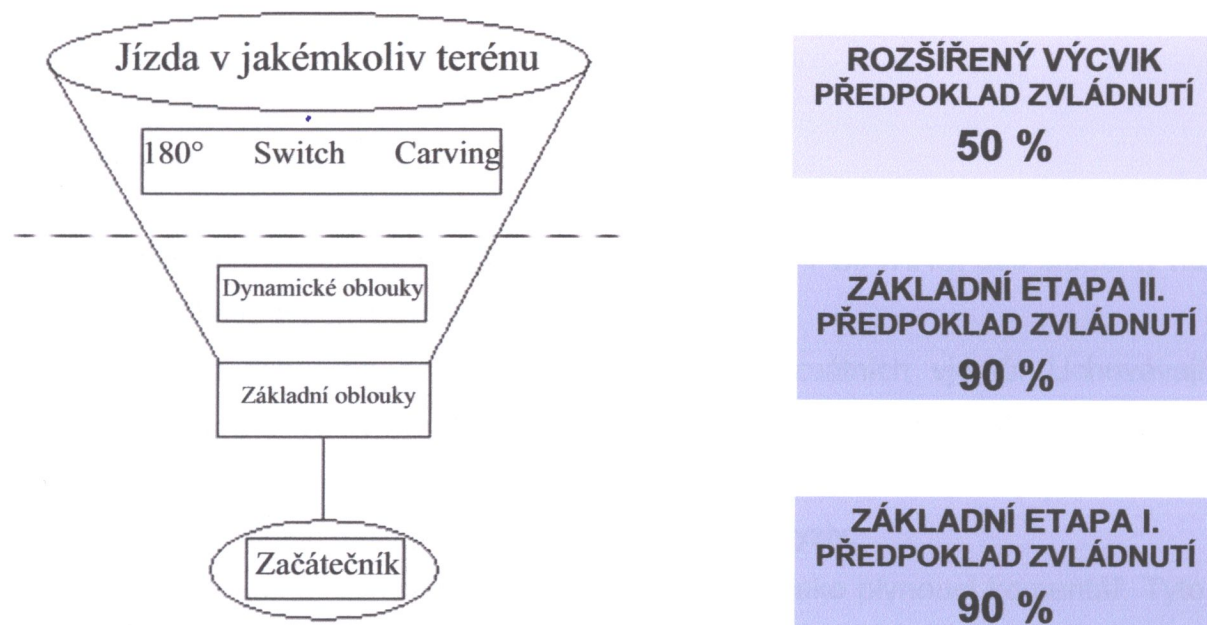 Jízda v jakémkoliv terénu
180° Switch Carving
Dynamické oblouky
Základní oblouky
Začátečník
ROZŠÍŘENÝ VÝCVIK
PŘEDPOKLAD ZVLÁDNUTÍ
50 %
ZÁKLADNÍ ETAPA II.
PŘEDPOKLAD ZVLÁDNUTÍ
90 %
ZÁKLADNÍ ETAPA I.
PŘEDPOKLAD ZVLÁDNUTÍ
90 %